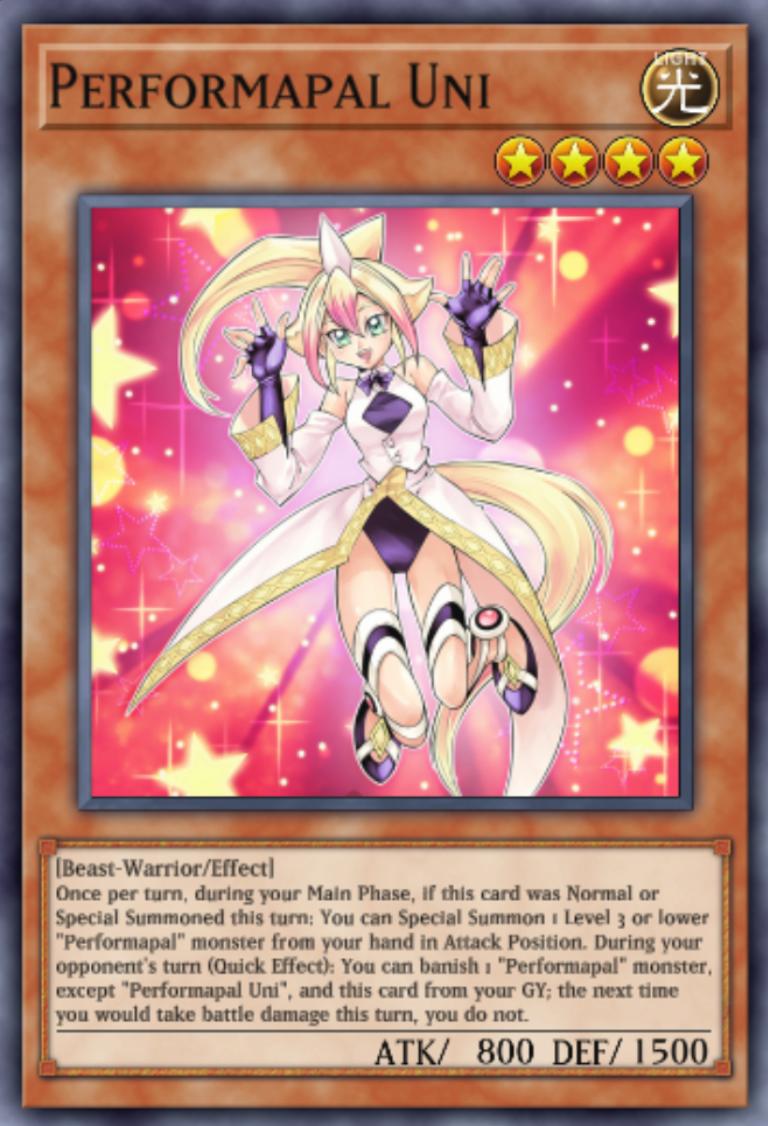 Performapal Uni
LIGHT
光
[Beast-Warrior/Effect]
Once per turn, during your Main Phase, if this card was Normal or
Special Summoned this turn: You can Special Summon 1 Level 3 or lower
"Performapal" monster from your hand in Attack Position. During your
opponent's turn (Quick Effect): You can banish 1 "Performapal" monster,
except "Performapal Uni", and this card from your GY; the next time
you would take battle damage this turn, you do not.
ATK/ 800 DEF/ 1500